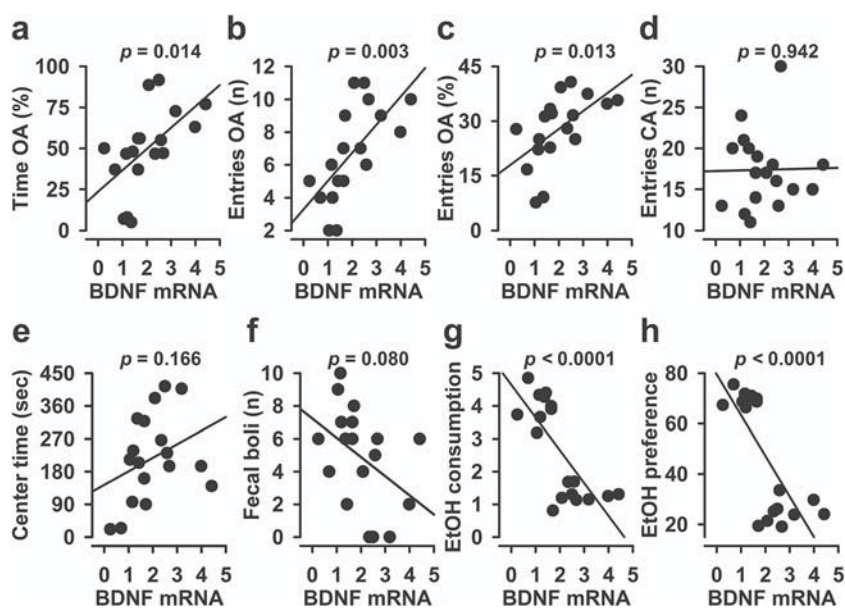 a b c d
p = 0.014 p = 0.003 p = 0.013 p = 0.942
Time OA (%)
100
75
50
25
0
0 1 2 3 4 5
BDNF mRNA
Entries OA (n)
12
10
8
6
4
2
0 1 2 3 4 5
BDNF mRNA
Entries OA (%)
45
30
15
0
0 1 2 3 4 5
BDNF mRNA
Entries CA (n)
30
25
20
15
10
0 1 2 3 4 5
BDNF mRNA
e f g h
p = 0.166 p = 0.080 p < 0.0001 p < 0.0001
Center time (sec)
450
360
270
180
90
0
0 1 2 3 4 5
BDNF mRNA
Fecal boli (n)
10
8
6
4
2
0
0 1 2 3 4 5
BDNF mRNA
EtOH consumption
5
4
3
2
1
0
0 1 2 3 4 5
BDNF mRNA
EtOH preference
80
60
40
20
0 1 2 3 4 5
BDNF mRNA